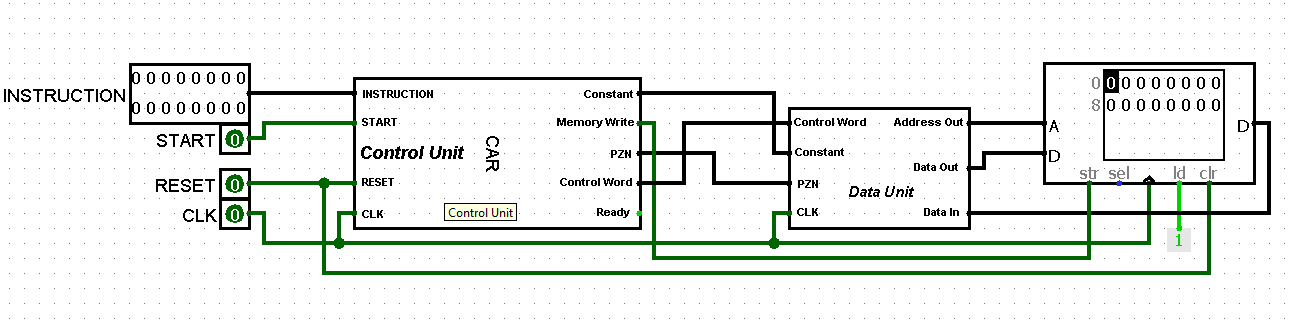 INSTRUCTION
0 0 0 0 0 0 0 0
0 0 0 0 0 0 0 0
START 0
RESET 0
CLK 0
INSTRUCTION
START
Control Unit
RESET
CLK
CAR
Control Unit
Constant
Memory Write
PZN
Control Word
Ready
Control Word
Constant
PZN
CLK
Address Out
Data Out
Data Unit
Data In
0 0 0 0 0 0 0 0 0
8 0 0 0 0 0 0 0 0
A
D
D
str sel ld clr
1